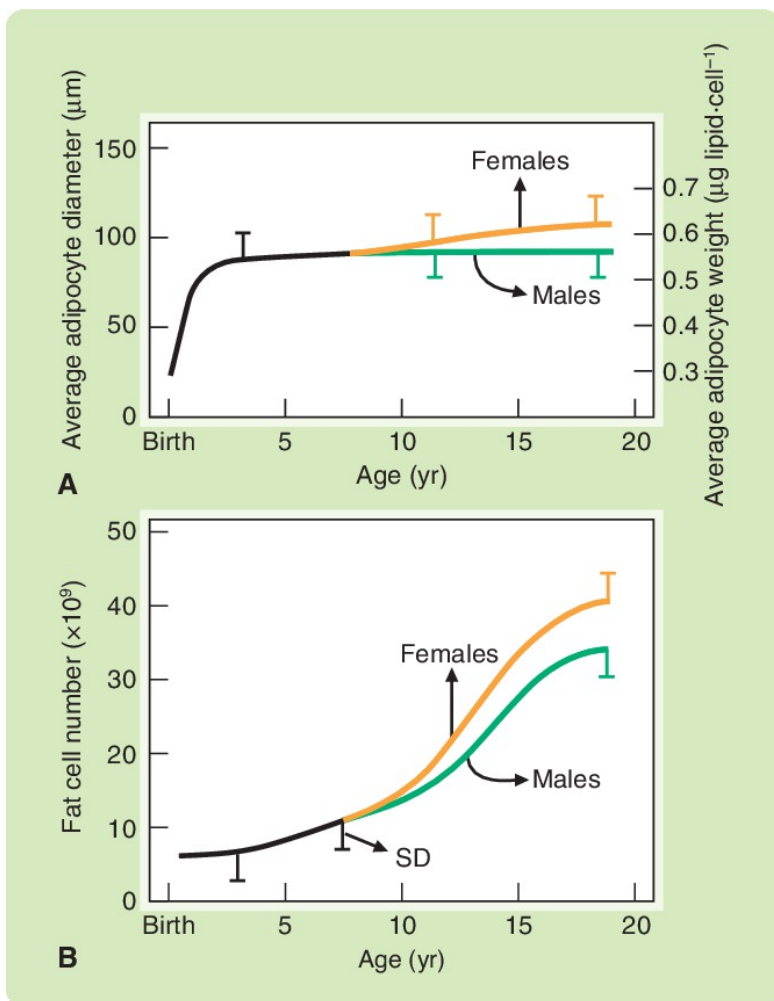 Average adipocyte diameter (μm)
150
100
50
0
Females
Males
0.7
0.6
0.5
0.4
0.3
Average adipocyte weight (μg lipid·cell⁻¹)
Birth 5 10 15 20
Age (yr)
A
Fat cell number (×10⁹)
50
40
30
20
10
0
Females
Males
SD
Birth 5 10 15 20
Age (yr)
B